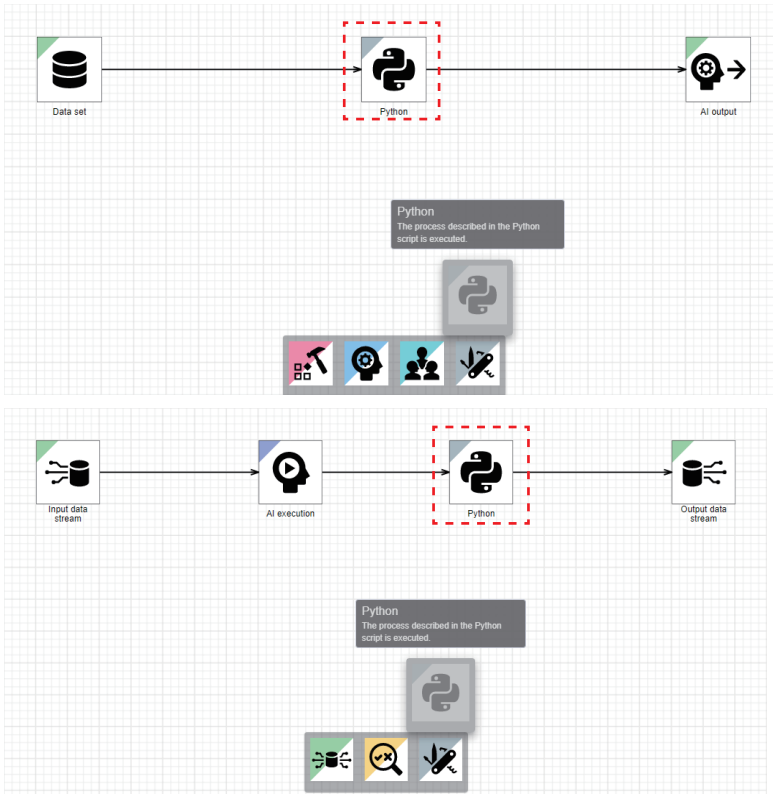 Data set
Python
AI output
Python
The process described in the Python
script is executed.
Input data
stream
AI execution
Python
Output data
stream
Python
The process described in the Python
script is executed.